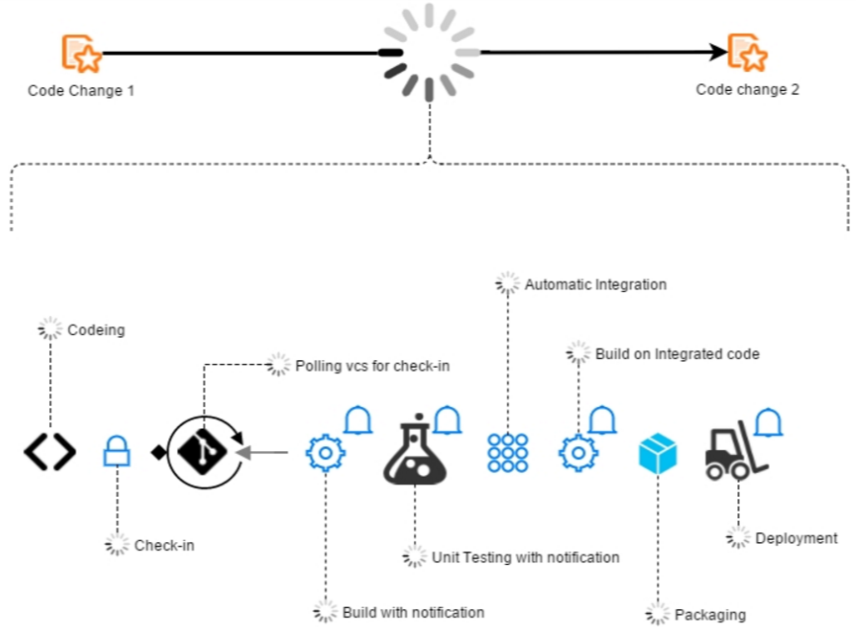 Code Change 1
Code change 2
Automatic Integration
Codeing
Build on Integrated code
Polling vcs for check-in
Check-in
Deployment
Unit Testing with notification
Build with notification
Packaging